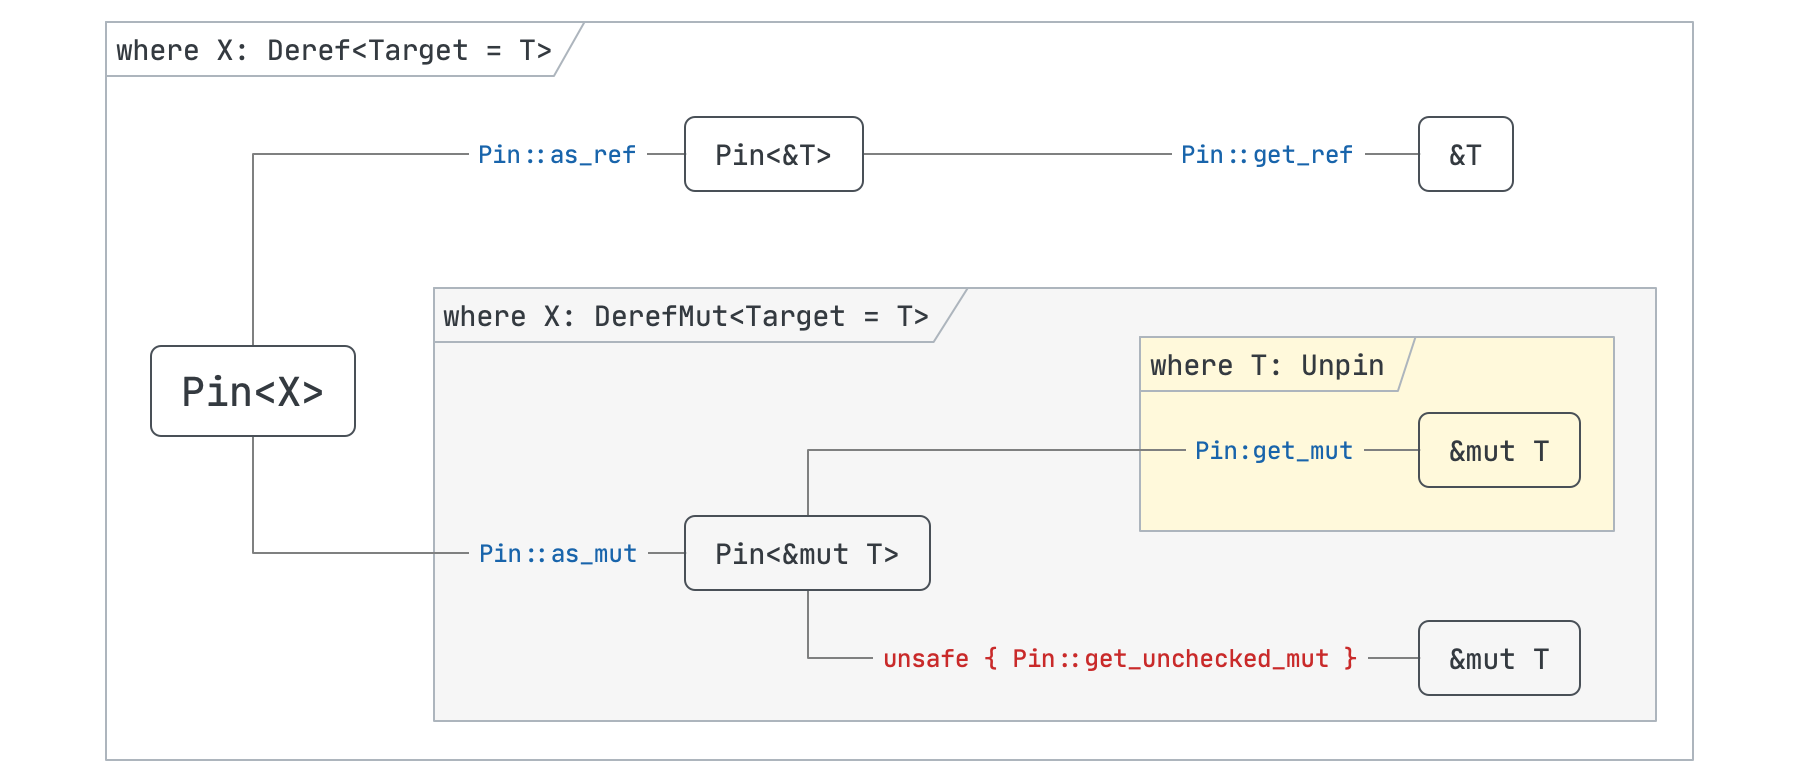 where X: Deref<Target = T>
Pin::as_ref
Pin<&T>
Pin::get_ref
&T
where X: DerefMut<Target = T>
where T: Unpin
Pin<X>
Pin:get_mut
&mut T
Pin::as_mut
Pin<&mut T>
unsafe { Pin::get_unchecked_mut }
&mut T